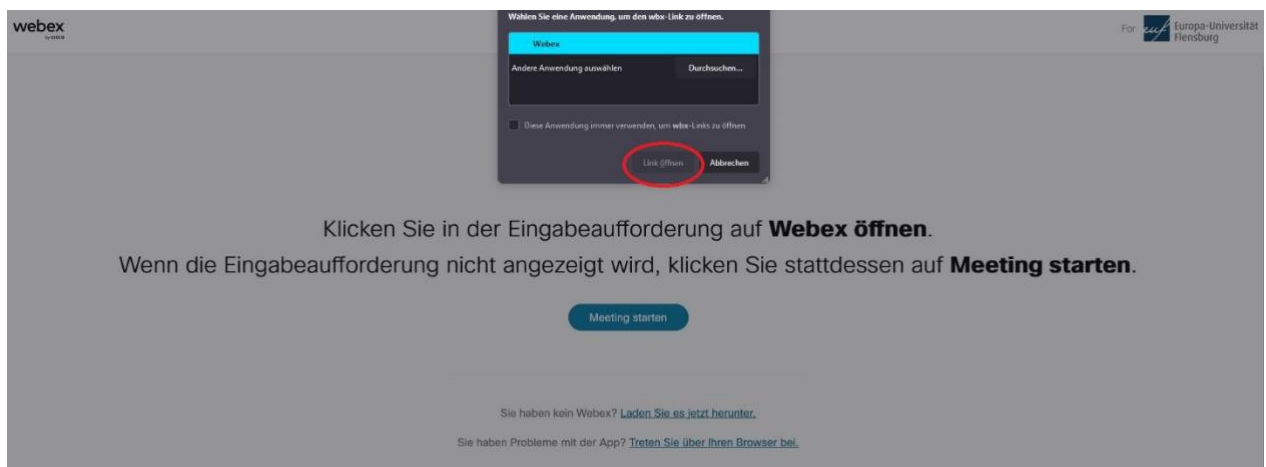 webex
Wählen Sie eine Anwendung, um den wbx-Link zu öffnen.
Webex
Andere Anwendung auswählen
Durchsuchen...
Diese Anwendung immer verwenden, um wbx-Links zu öffnen
Link öffnen
Abbrechen
For
euf
Europa-Universität
Flensburg
Klicken Sie in der Eingabeaufforderung auf Webex öffnen.
Wenn die Eingabeaufforderung nicht angezeigt wird, klicken Sie stattdessen auf Meeting starten.
Meeting starten
Sie haben kein Webex? Laden Sie es jetzt herunter.
Sie haben Probleme mit der App? Treten Sie über Ihren Browser bei.